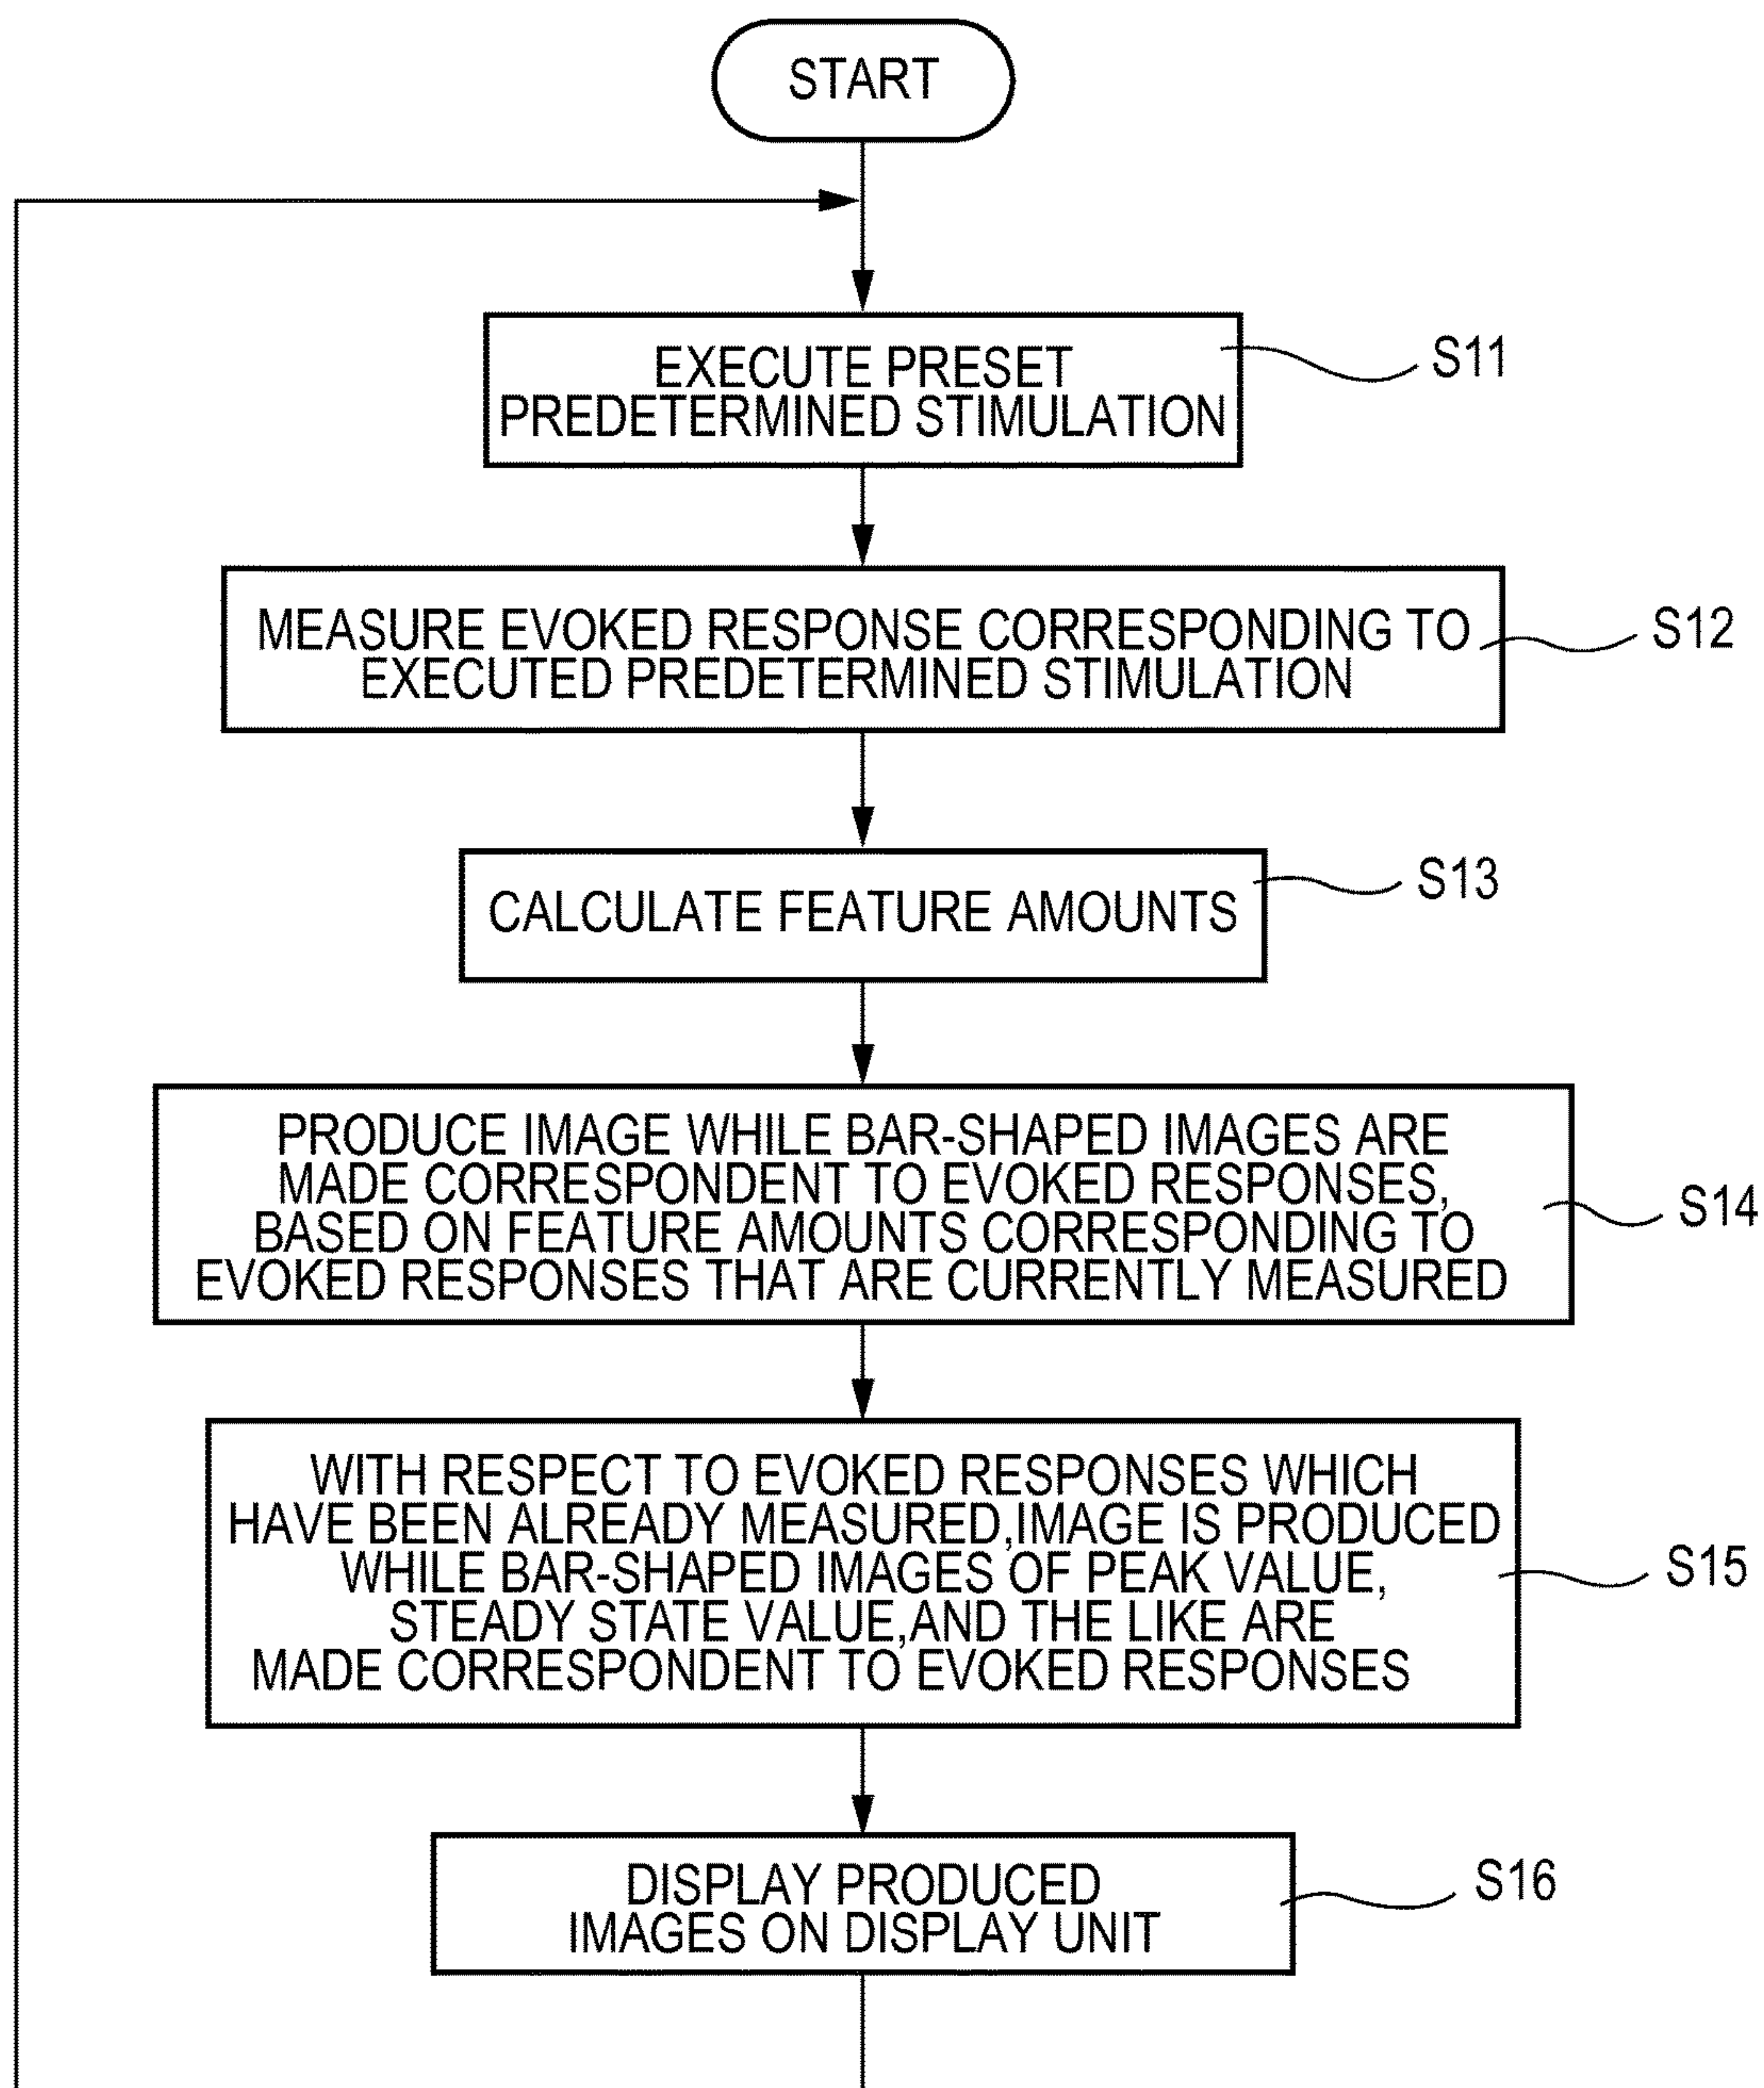 START
EXECUTE PRESET
PREDETERMINED STIMULATION
S11
MEASURE EVOKED RESPONSE CORRESPONDING TO
EXECUTED PREDETERMINED STIMULATION
S12
CALCULATE FEATURE AMOUNTS
S13
PRODUCE IMAGE WHILE BAR-SHAPED IMAGES ARE
MADE CORRESPONDENT TO EVOKED RESPONSES,
BASED ON FEATURE AMOUNTS CORRESPONDING TO
EVOKED RESPONSES THAT ARE CURRENTLY MEASURED
S14
WITH RESPECT TO EVOKED RESPONSES WHICH
HAVE BEEN ALREADY MEASURED,IMAGE IS PRODUCED
WHILE BAR-SHAPED IMAGES OF PEAK VALUE,
STEADY STATE VALUE,AND THE LIKE ARE
MADE CORRESPONDENT TO EVOKED RESPONSES
S15
DISPLAY PRODUCED
IMAGES ON DISPLAY UNIT
S16